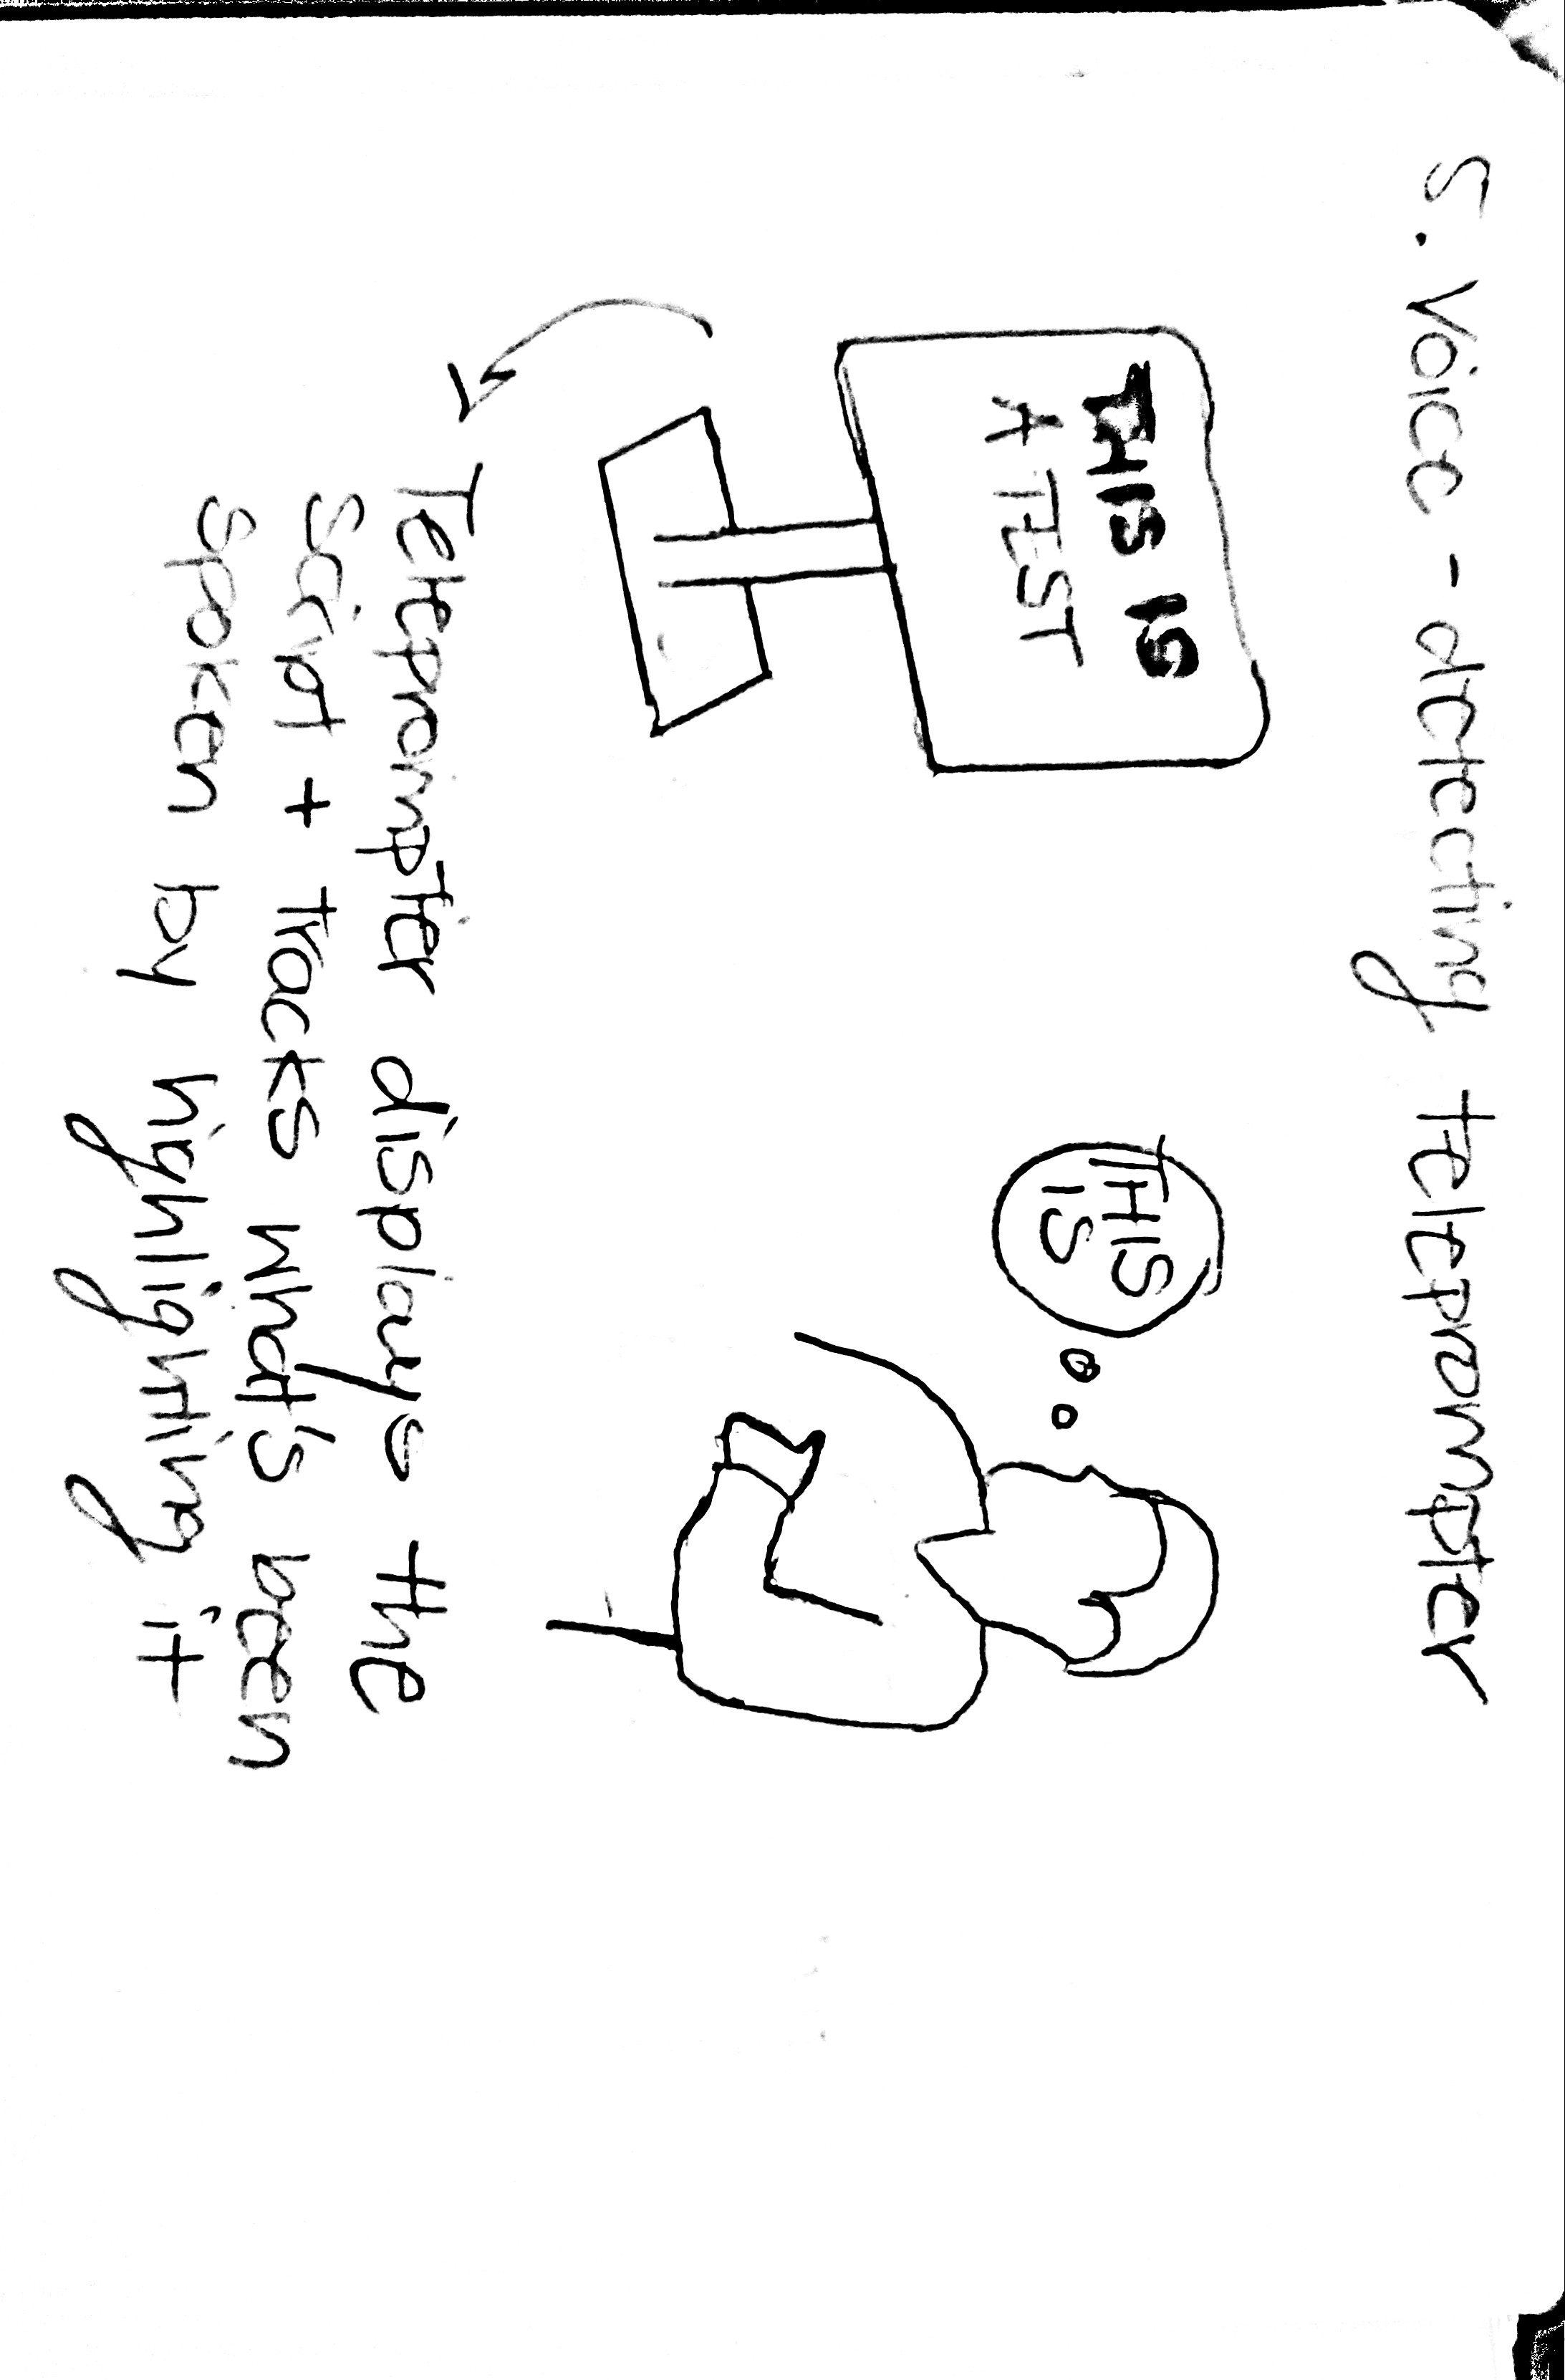 5. Voice-detecting teleprompter
THIS IS
A TEST
THIS
IS
Teleprompter displays the
script + tracks what's been
spoken by highlighting it